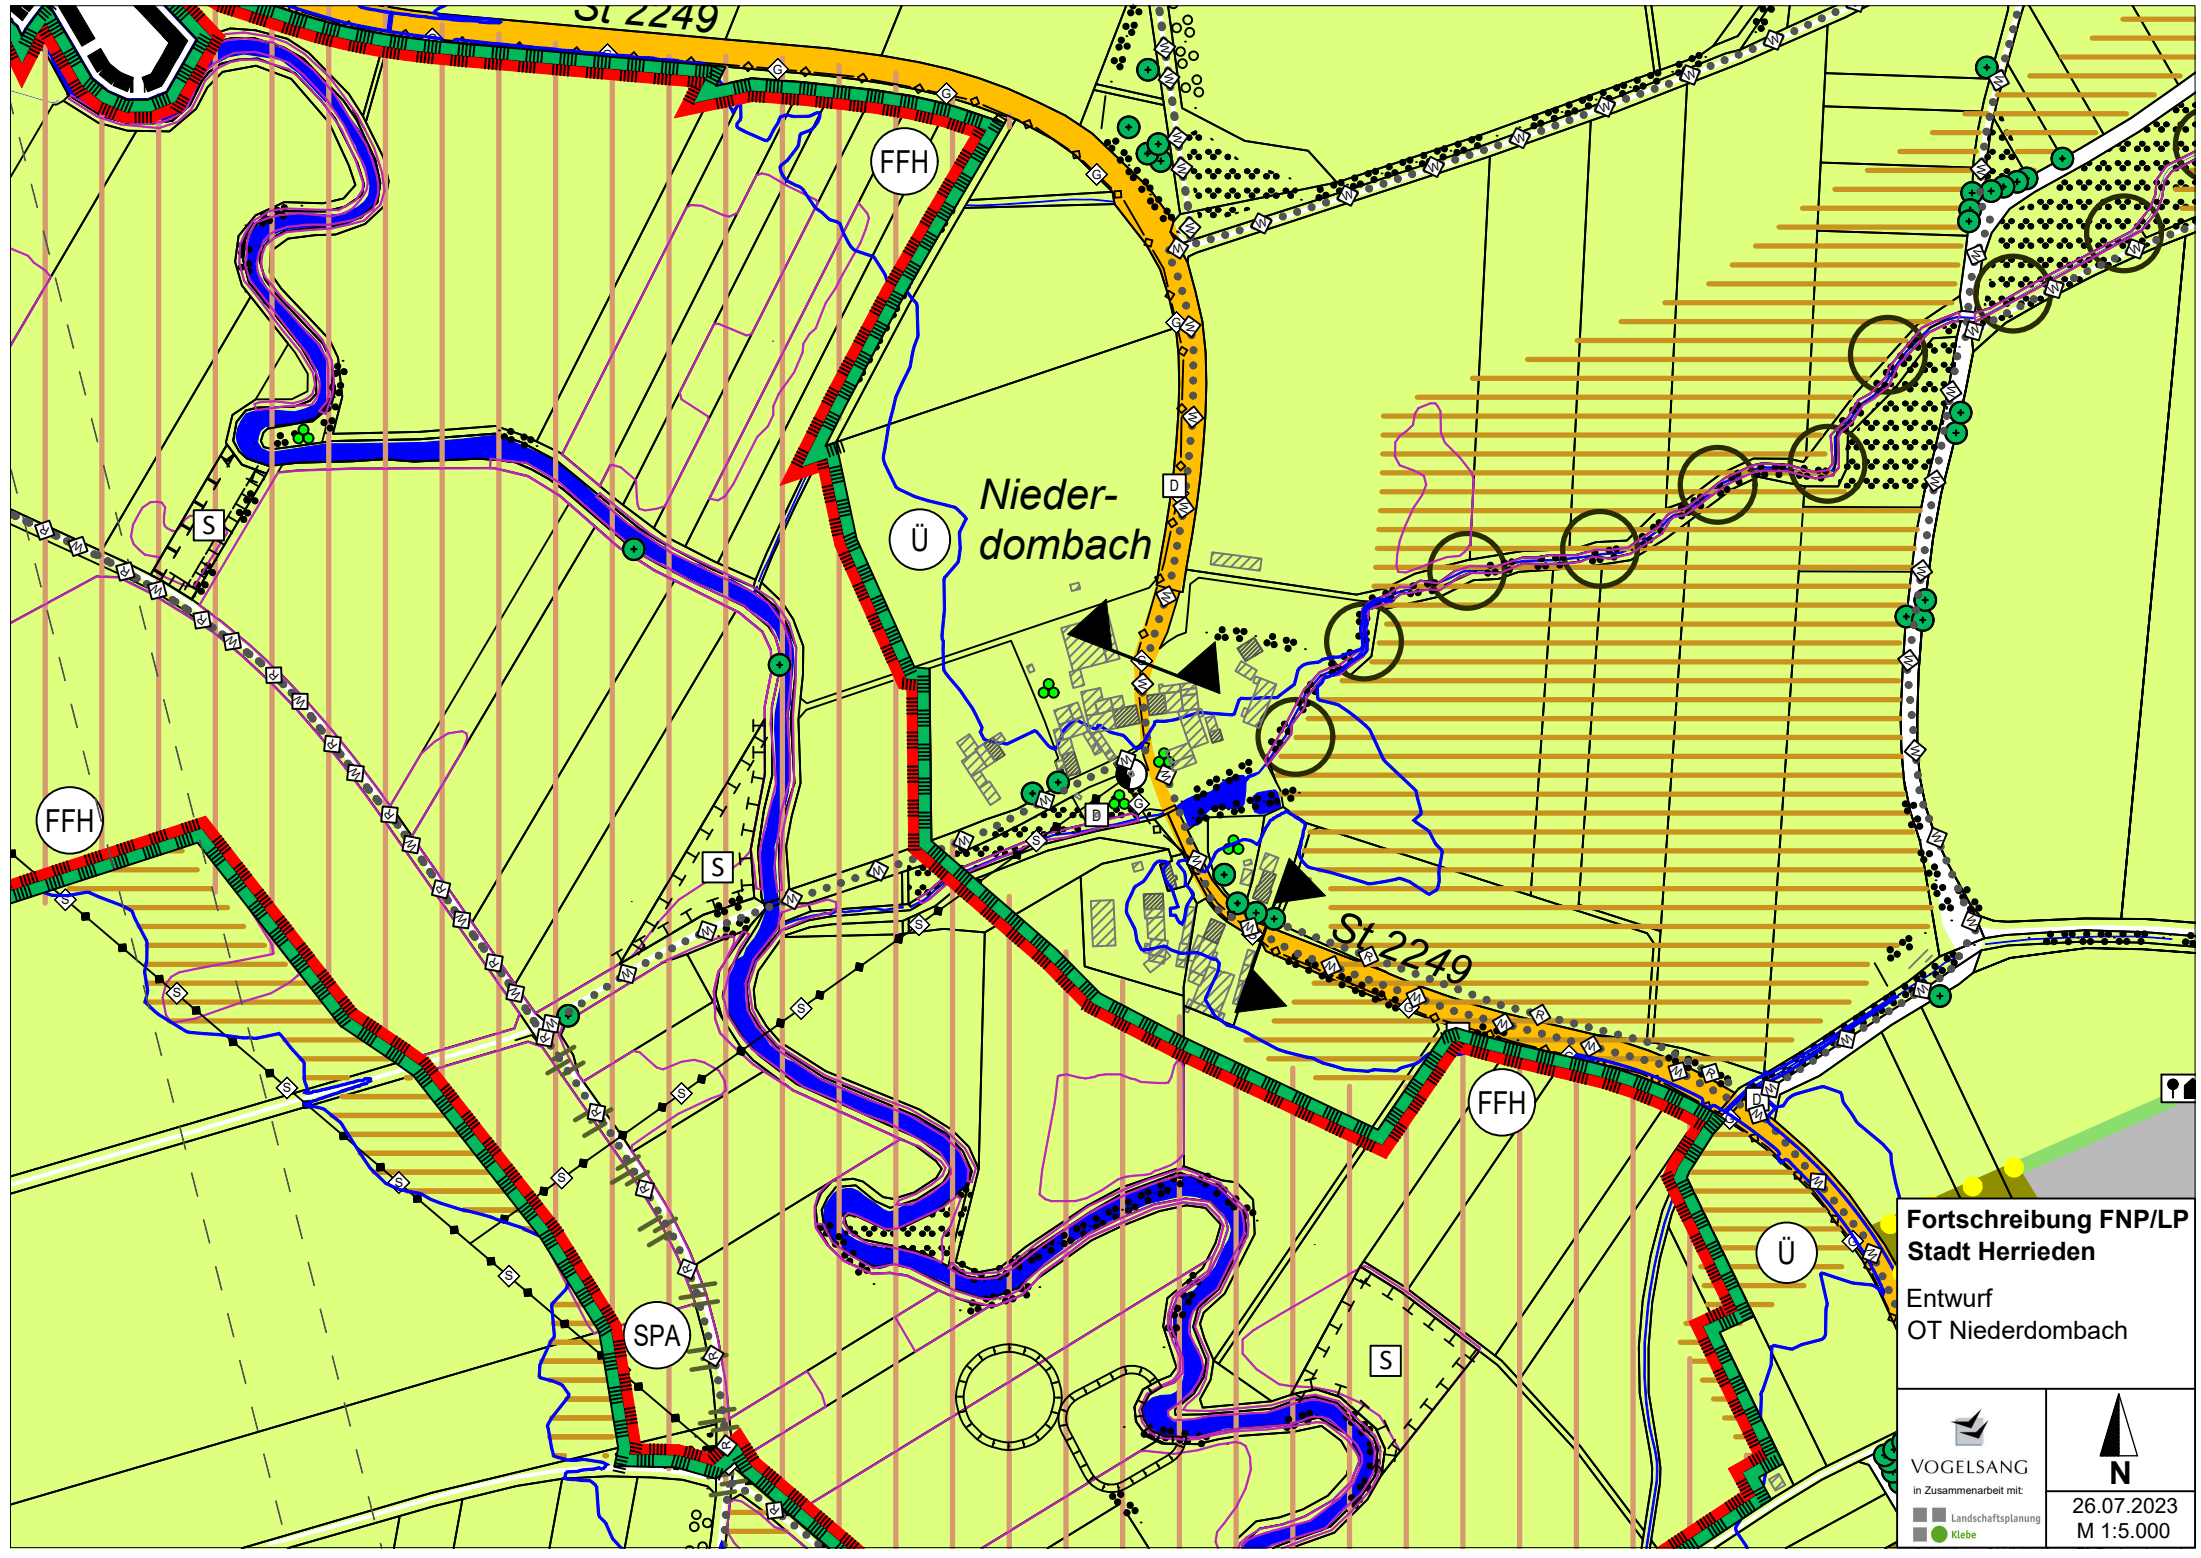 St 2249
FFH
Nieder-
dombach
Ü
S
D
FFH
S
D
St 2249
FFH
Ü
SPA
S
D
Fortschreibung FNP/LP
Stadt Herrieden
Entwurf
OT Niederdombach
VOGELSANG
in Zusammenarbeit mit:
Landschaftsplanung
Klebe
N
26.07.2023
M 1:5.000